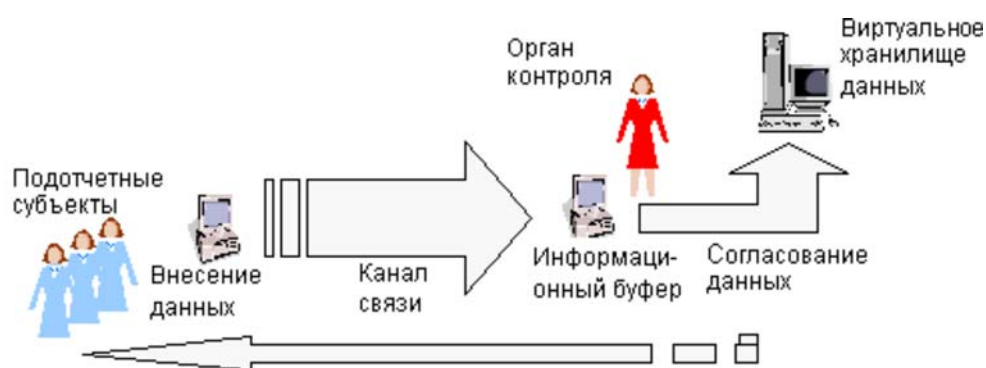 Виртуальное
хранилище
данных
Орган
контроля
Подотчетные
субъекты
Внесение
данных
Канал
связи
Информаци-
онный буфер
Согласование
данных